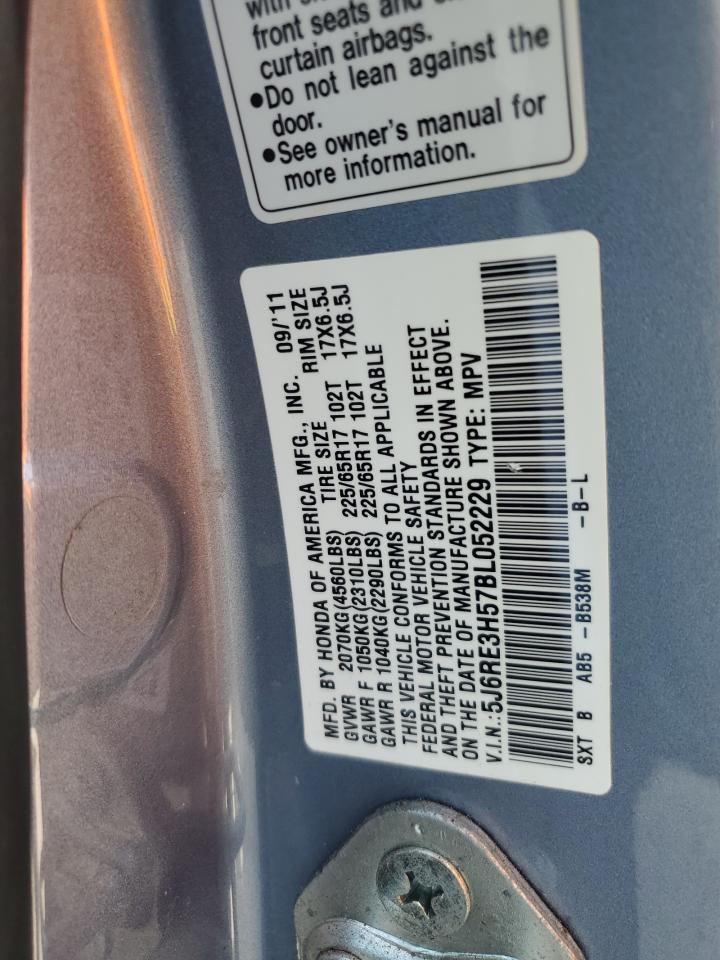 front seats and
curtain airbags.
●Do not lean against the
door.
●See owner's manual for
more information.
MFD. BY HONDA OF AMERICA MFG., INC. 09/'11
GVWR 2070KG(4560LBS) TIRE SIZE RIM SIZE
GAWR F 1050KG(2310LBS) 225/65R17 102T 17X6.5J
GAWR R 1040KG(2290LBS) 225/65R17 102T 17X6.5J
THIS VEHICLE CONFORMS TO ALL APPLICABLE
FEDERAL MOTOR VEHICLE SAFETY
AND THEFT PREVENTION STANDARDS IN EFFECT
ON THE DATE OF MANUFACTURE SHOWN ABOVE.
V.I.N.:5J6RE3H57BL052229 TYPE: MPV
SXT B AB5 -B538M -B-L